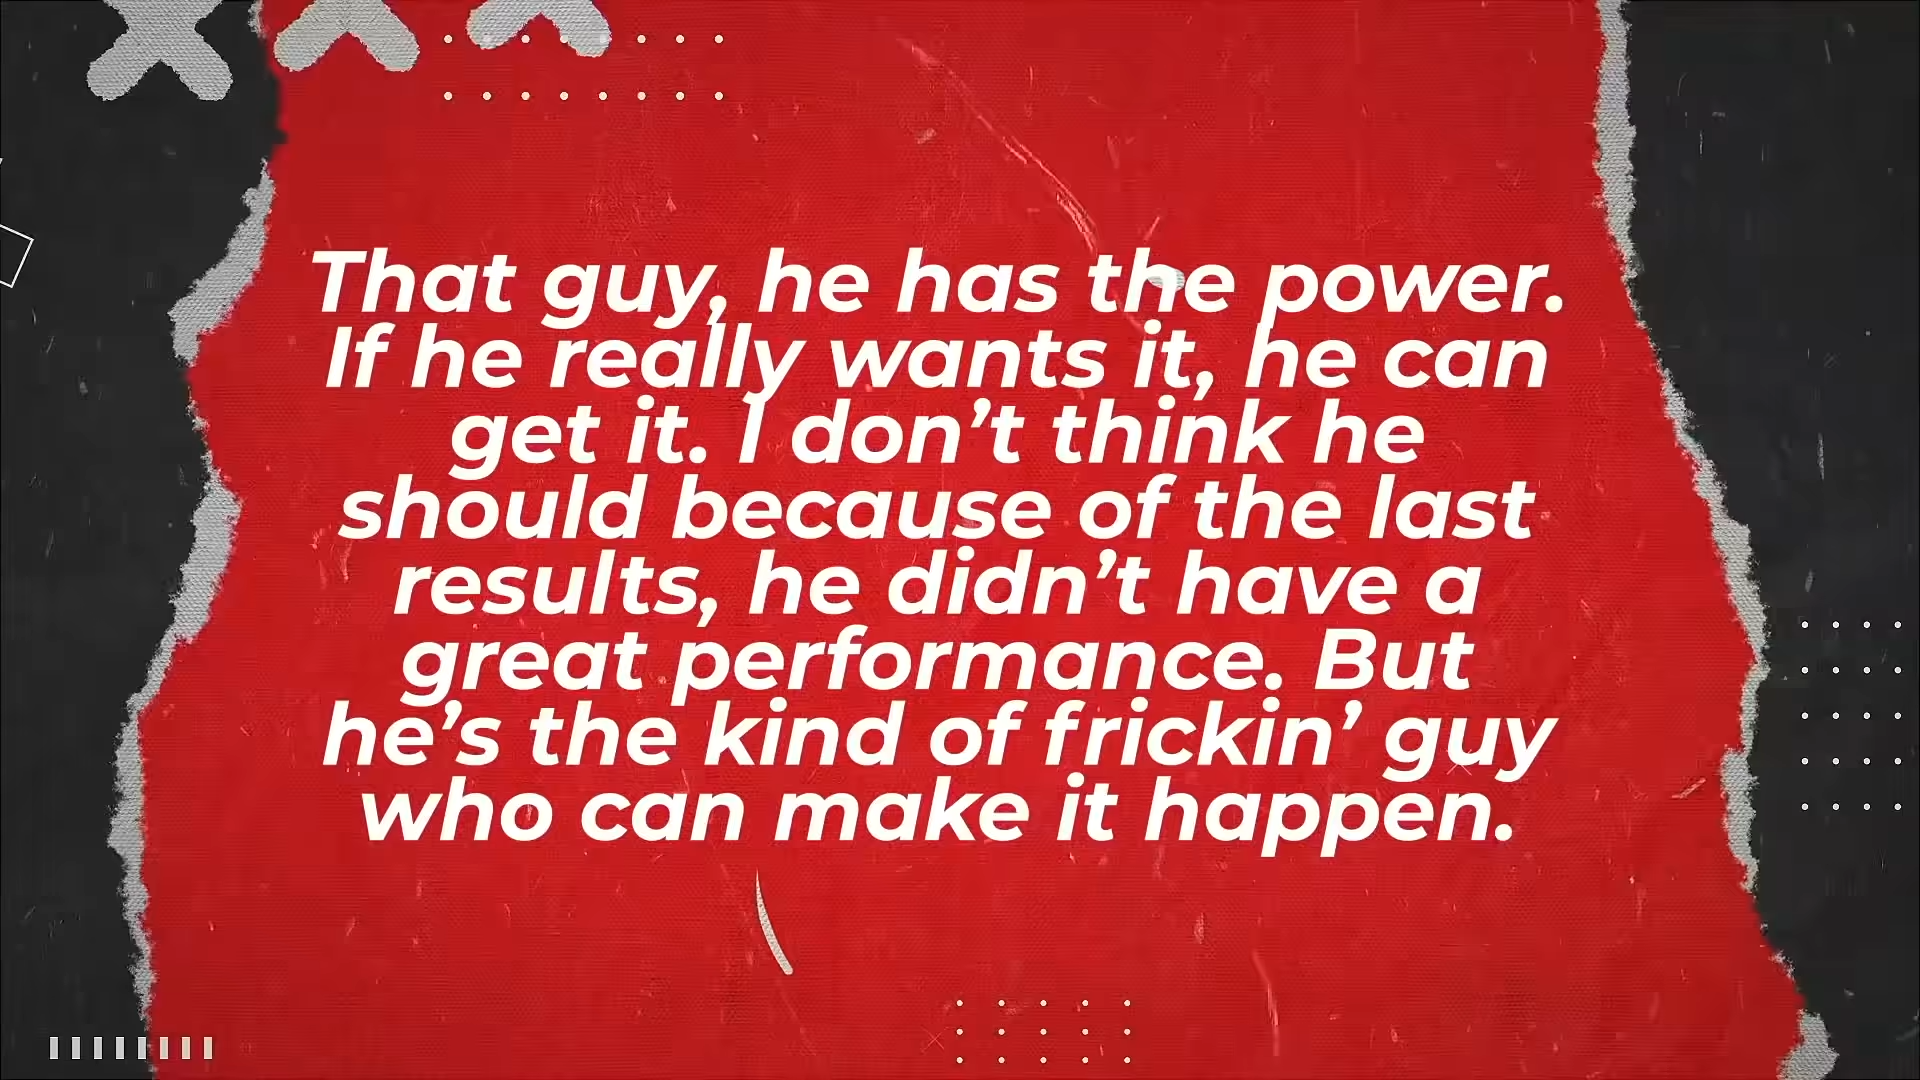 That guy, he has the power.
If he really wants it, he can
get it. I don’t think he
should because of the last
results, he didn’t have a
great performance. But
he’s the kind of frickin’ guy
who can make it happen.